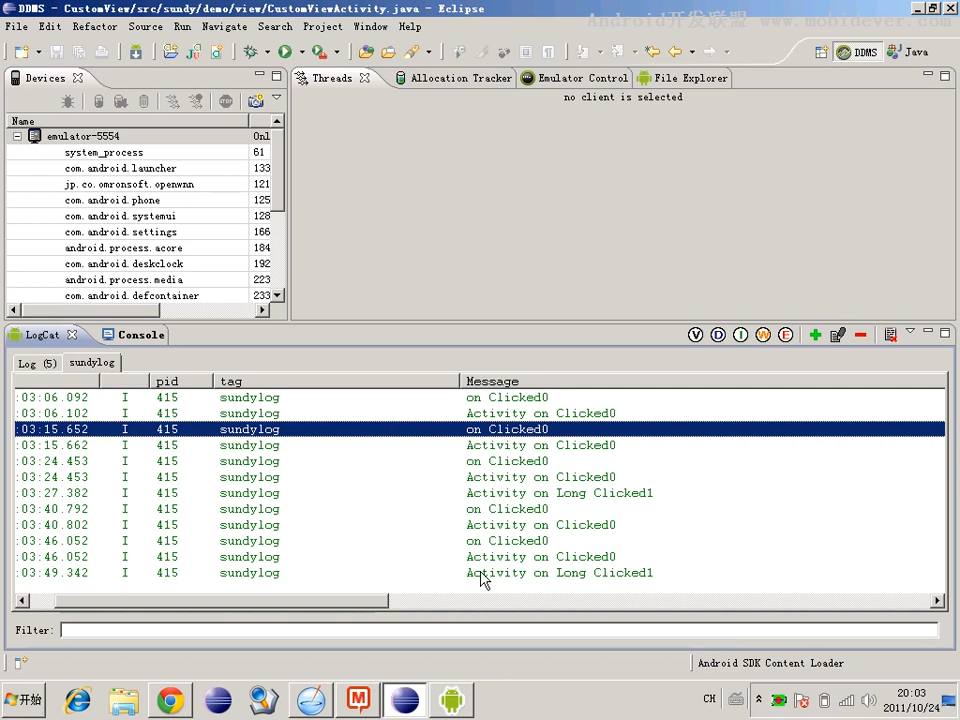 DDMS - CustomView/src/sundy/demo/view/CustomViewActivity.java - Eclipse
Android开发联盟 www.mobidever.com
File Edit Refactor Source Run Navigate Search Project Window Help
DDMS Java
Devices Threads Allocation Tracker Emulator Control File Explorer
no client is selected
Name
emulator-5554 Onl
system_process 61
com.android.launcher 133
jp.co.omronsoft.openwnn 121
com.android.phone 125
com.android.systemui 128
com.android.settings 166
android.process.acore 184
com.android.deskclock 192
android.process.media 223
com.android.defcontainer 233
LogCat Console
V D I W E
Log (5) sundylog
pid tag Message
:03:06.092 I 415 sundylog on Clicked0
:03:06.102 I 415 sundylog Activity on Clicked0
:03:15.652 I 415 sundylog on Clicked0
:03:15.662 I 415 sundylog Activity on Clicked0
:03:24.453 I 415 sundylog on Clicked0
:03:24.453 I 415 sundylog Activity on Clicked0
:03:27.382 I 415 sundylog Activity on Long Clicked1
:03:40.792 I 415 sundylog on Clicked0
:03:40.802 I 415 sundylog Activity on Clicked0
:03:46.052 I 415 sundylog on Clicked0
:03:46.052 I 415 sundylog Activity on Clicked0
:03:49.342 I 415 sundylog Activity on Long Clicked1
Filter:
Android SDK Content Loader
开始
CH
20:03
2011/10/24